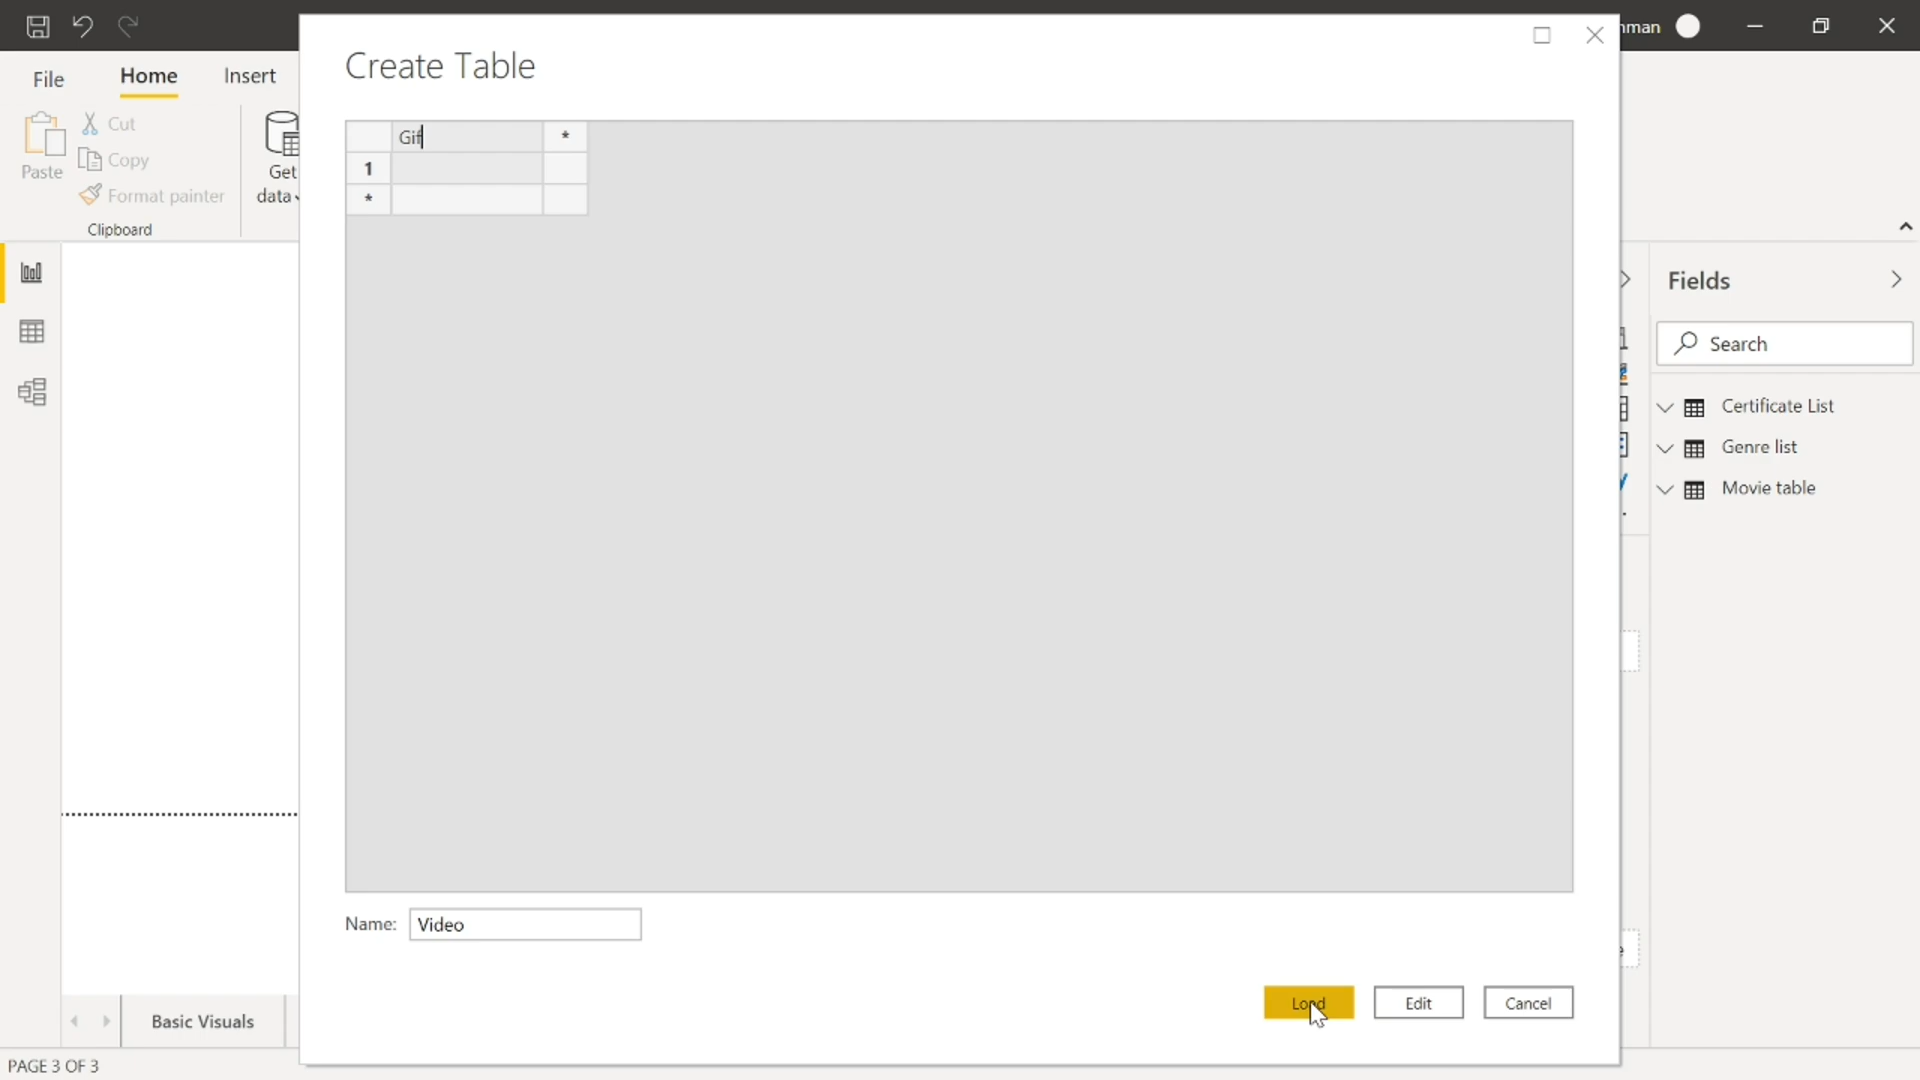 nman
File
Home
Insert
Paste
Cut
Copy
Format painter
Clipboard
Get
data
Create Table
Gif
*
1
*
Name:
Video
Load
Edit
Cancel
Fields
Search
Certificate List
Genre list
Movie table
Basic Visuals
PAGE 3 OF 3